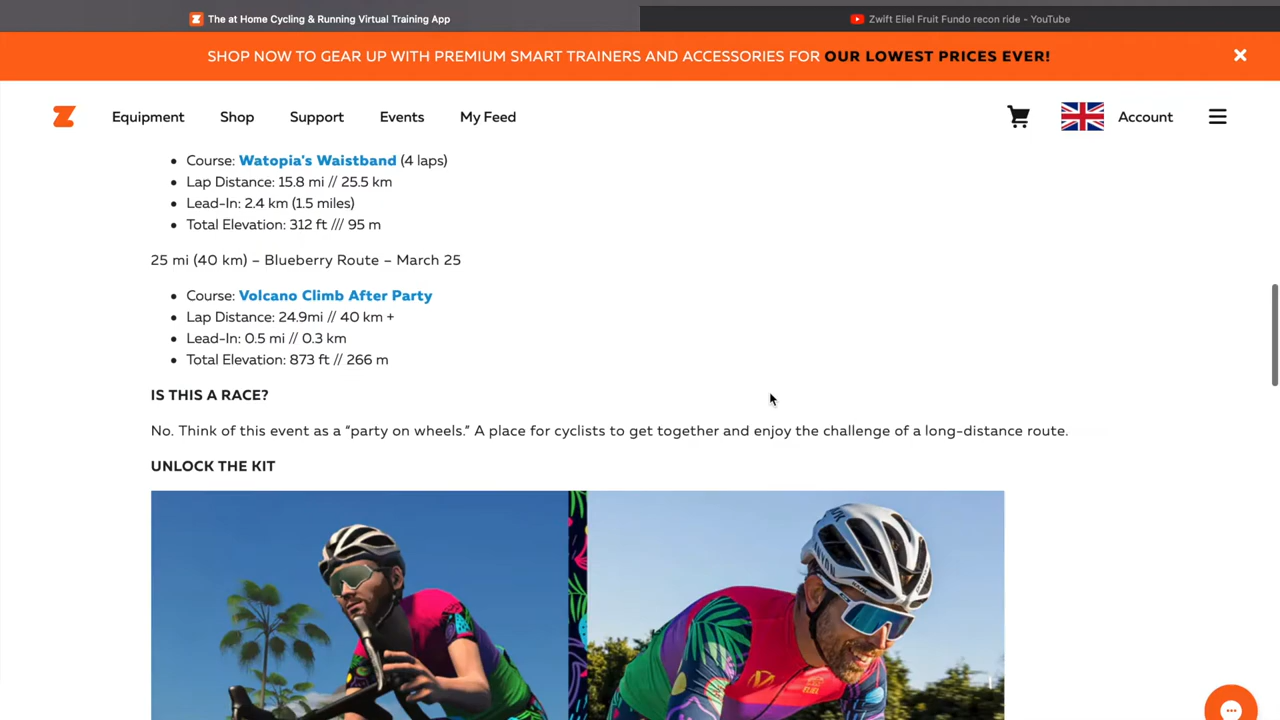 The at Home Cycling & Running Virtual Training App
Zwift Eliel Fruit Fundo recon ride - YouTube
SHOP NOW TO GEAR UP WITH PREMIUM SMART TRAINERS AND ACCESSORIES FOR OUR LOWEST PRICES EVER!
Equipment Shop Support Events My Feed Account
• Course: Watopia's Waistband (4 laps)
• Lap Distance: 15.8 mi // 25.5 km
• Lead-In: 2.4 km (1.5 miles)
• Total Elevation: 312 ft /// 95 m
25 mi (40 km) – Blueberry Route – March 25
• Course: Volcano Climb After Party
• Lap Distance: 24.9mi // 40 km +
• Lead-In: 0.5 mi // 0.3 km
• Total Elevation: 873 ft // 266 m
IS THIS A RACE?
No. Think of this event as a “party on wheels.” A place for cyclists to get together and enjoy the challenge of a long-distance route.
UNLOCK THE KIT